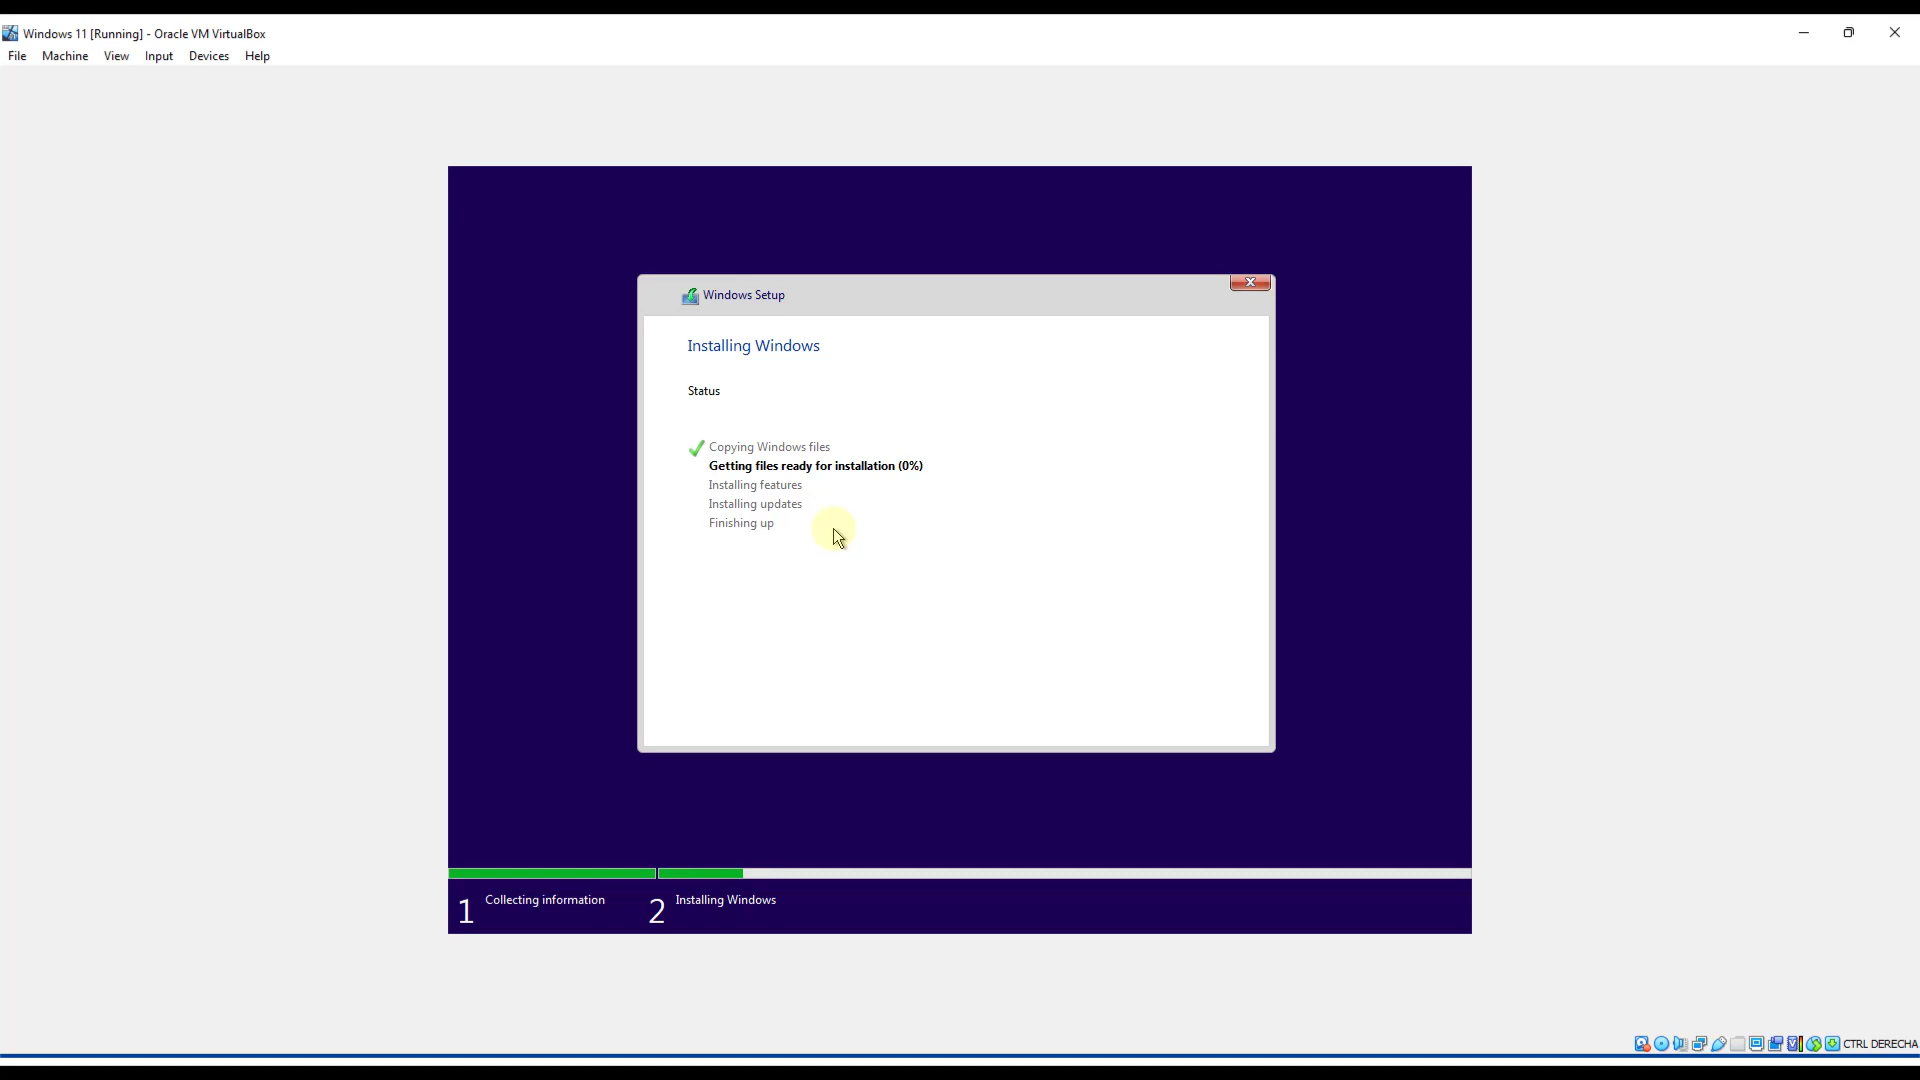 Windows 11 [Running] - Oracle VM VirtualBox
File Machine View Input Devices Help
Windows Setup
Installing Windows
Status
Copying Windows files
Getting files ready for installation (0%)
Installing features
Installing updates
Finishing up
1 Collecting information 2 Installing Windows
CTRL DERECHA